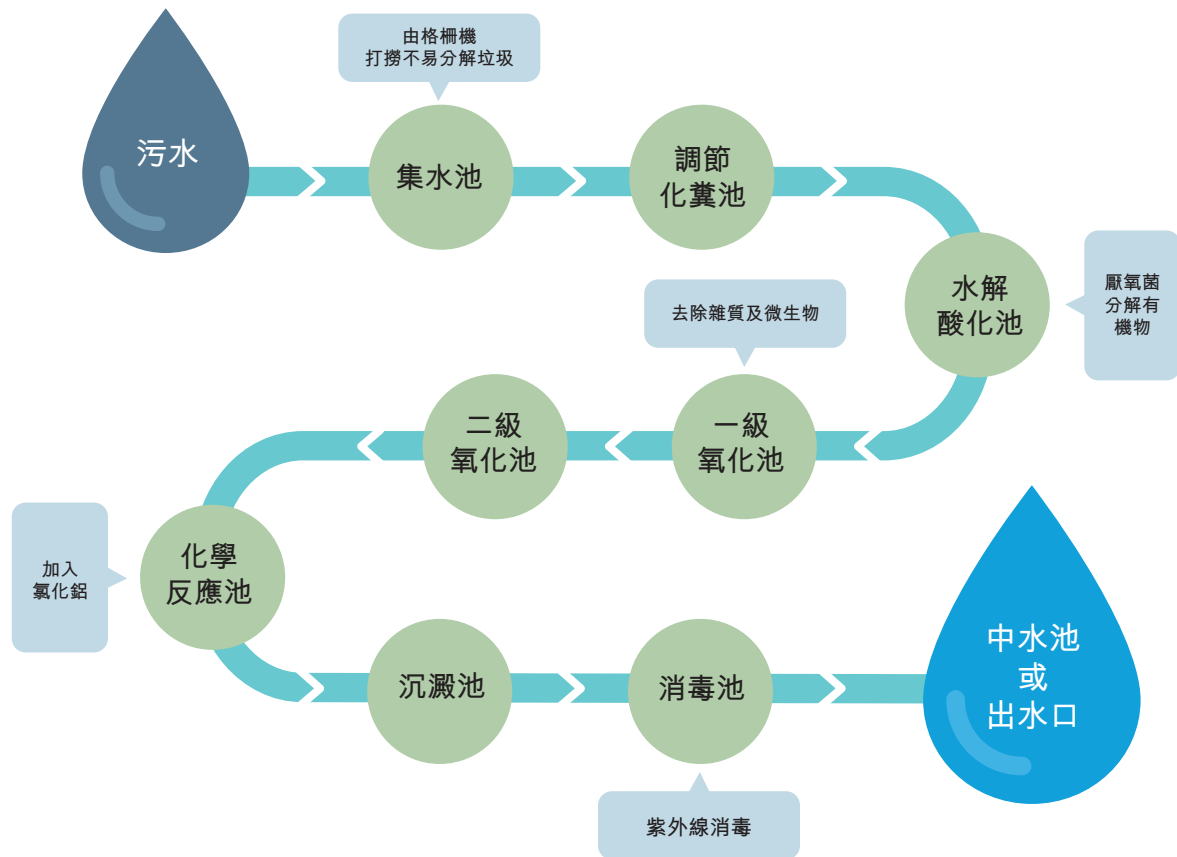 污水
由格柵機
打撈不易分解垃圾
集水池
調節
化糞池
水解
酸化池
厭氧菌
分解有
機物
去除雜質及微生物
一級
氧化池
二級
氧化池
化學
反應池
加入
氯化鋁
沉澱池
消毒池
紫外線消毒
中水池
或
出水口